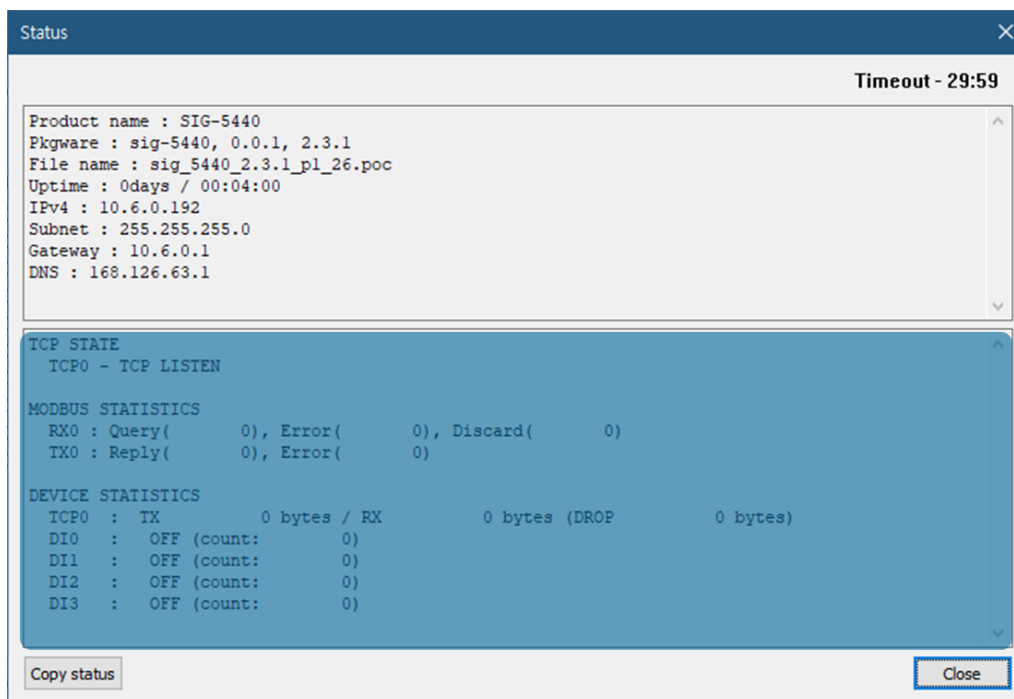 Status
Timeout - 29:59
Product name : SIG-5440
Pkgware : sig-5440, 0.0.1, 2.3.1
File name : sig_5440_2.3.1_p1_26.poc
Uptime : 0days / 00:04:00
IPv4 : 10.6.0.192
Subnet : 255.255.255.0
Gateway : 10.6.0.1
DNS : 168.126.63.1
TCP STATE
TCP0 - TCP LISTEN
MODBUS STATISTICS
RX0 : Query( 0), Error( 0), Discard( 0)
TX0 : Reply( 0), Error( 0)
DEVICE STATISTICS
TCP0 : TX 0 bytes / RX 0 bytes (DROP 0 bytes)
DI0 : OFF (count: 0)
DI1 : OFF (count: 0)
DI2 : OFF (count: 0)
DI3 : OFF (count: 0)
Copy status Close